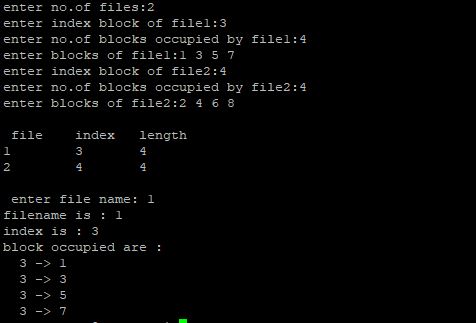 enter no.of files:2
enter index block of file1:3
enter no.of blocks occupied by file1:4
enter blocks of file1:1 3 5 7
enter index block of file2:4
enter no.of blocks occupied by file2:4
enter blocks of file2:2 4 6 8
file index length
1 3 4
2 4 4
enter file name: 1
filename is : 1
index is : 3
block occupied are :
3 -> 1
3 -> 3
3 -> 5
3 -> 7